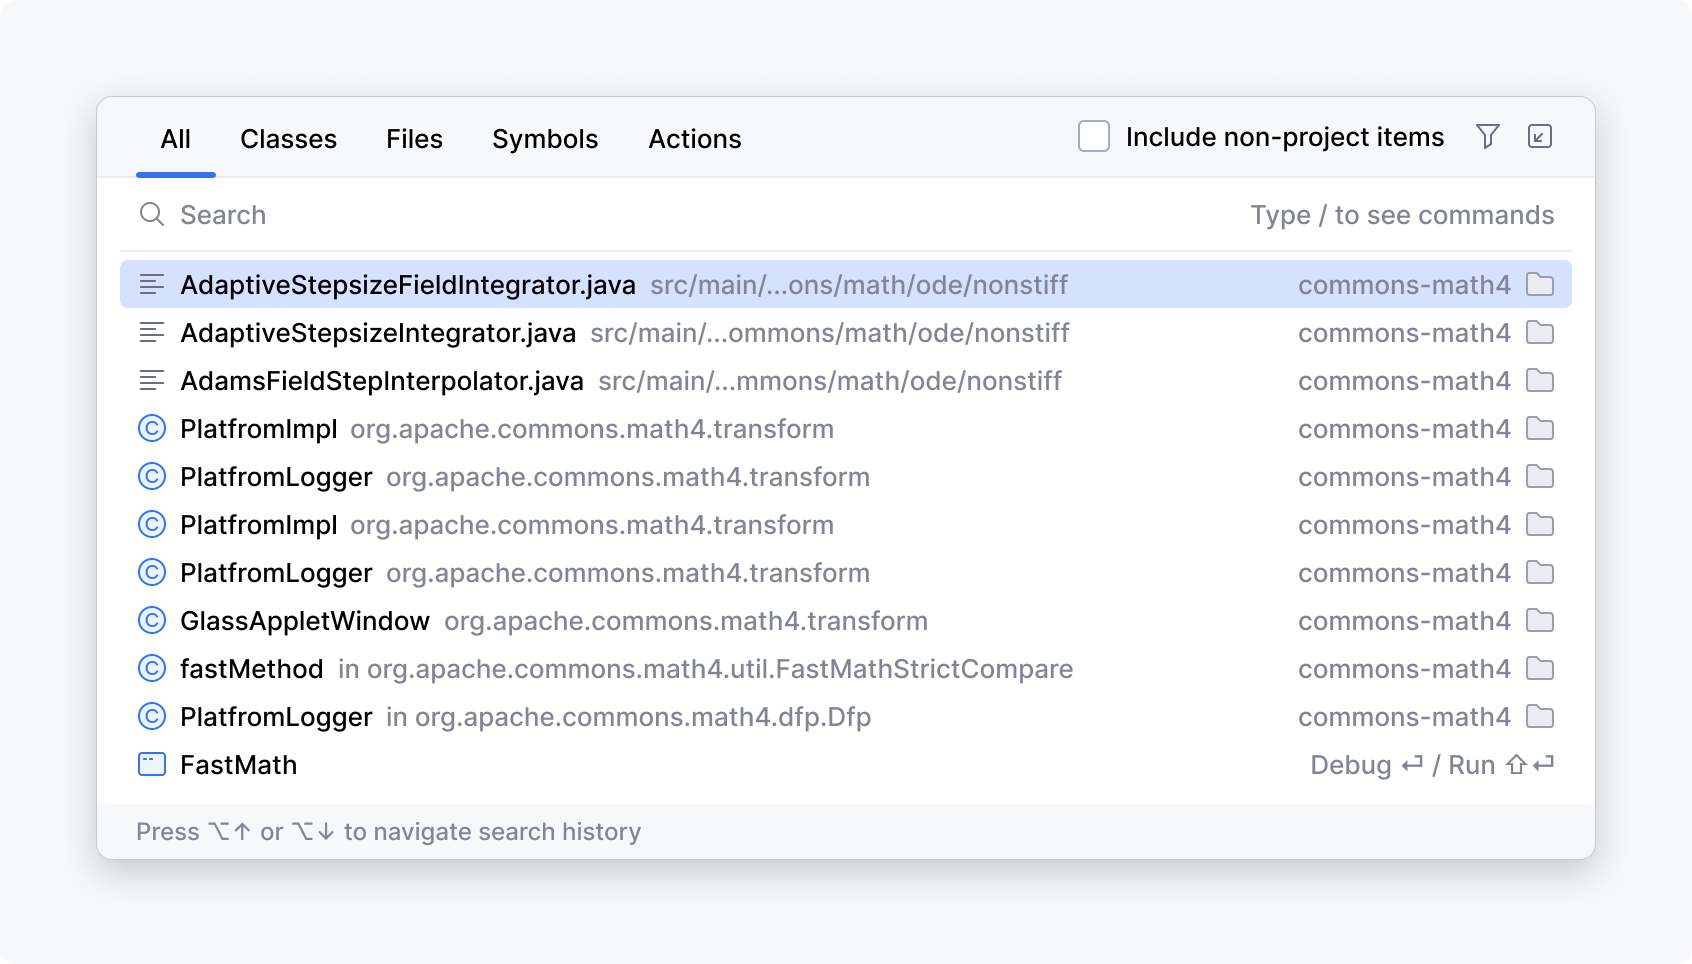 All Classes Files Symbols Actions Include non-project items
Search Type / to see commands
AdaptiveStepsizeFieldIntegrator.java src/main/...ons/math/ode/nonstiff commons-math4
AdaptiveStepsizeIntegrator.java src/main/...ommons/math/ode/nonstiff commons-math4
AdamsFieldStepInterpolator.java src/main/...mmons/math/ode/nonstiff commons-math4
C PlatfromImpl org.apache.commons.math4.transform commons-math4
C PlatfromLogger org.apache.commons.math4.transform commons-math4
C PlatfromImpl org.apache.commons.math4.transform commons-math4
C PlatfromLogger org.apache.commons.math4.transform commons-math4
C GlassAppletWindow org.apache.commons.math4.transform commons-math4
C fastMethod in org.apache.commons.math4.util.FastMathStrictCompare commons-math4
C PlatfromLogger in org.apache.commons.math4.dfp.Dfp commons-math4
FastMath Debug ↵ / Run ⇧↵
Press ⌥↑ or ⌥↓ to navigate search history